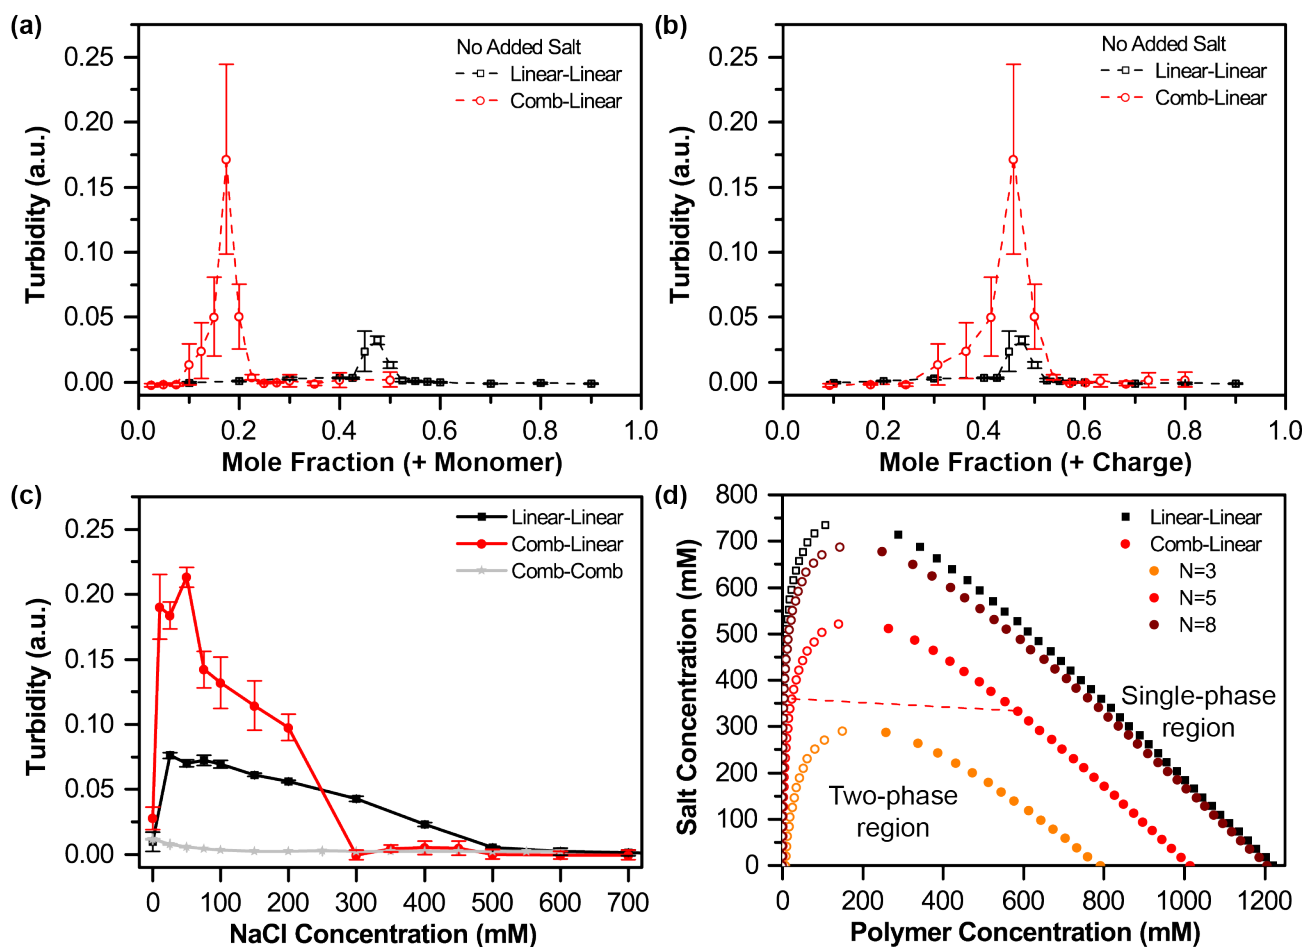 (a)
No Added Salt
Linear-Linear
Comb-Linear
0.25
0.20
0.15
0.10
0.05
0.00
Turbidity (a.u.)
0.0 0.2 0.4 0.6 0.8 1.0
Mole Fraction (+ Monomer)
(b)
No Added Salt
Linear-Linear
Comb-Linear
0.25
0.20
0.15
0.10
0.05
0.00
Turbidity (a.u.)
0.0 0.2 0.4 0.6 0.8 1.0
Mole Fraction (+ Charge)
(c)
Linear-Linear
Comb-Linear
Comb-Comb
0.25
0.20
0.15
0.10
0.05
0.00
Turbidity (a.u.)
0 100 200 300 400 500 600 700
NaCl Concentration (mM)
(d)
Linear-Linear
Comb-Linear
N=3
N=5
N=8
Single-phase
region
Two-phase
region
800
700
600
500
400
300
200
100
0
Salt Concentration (mM)
0 200 400 600 800 1000 1200
Polymer Concentration (mM)